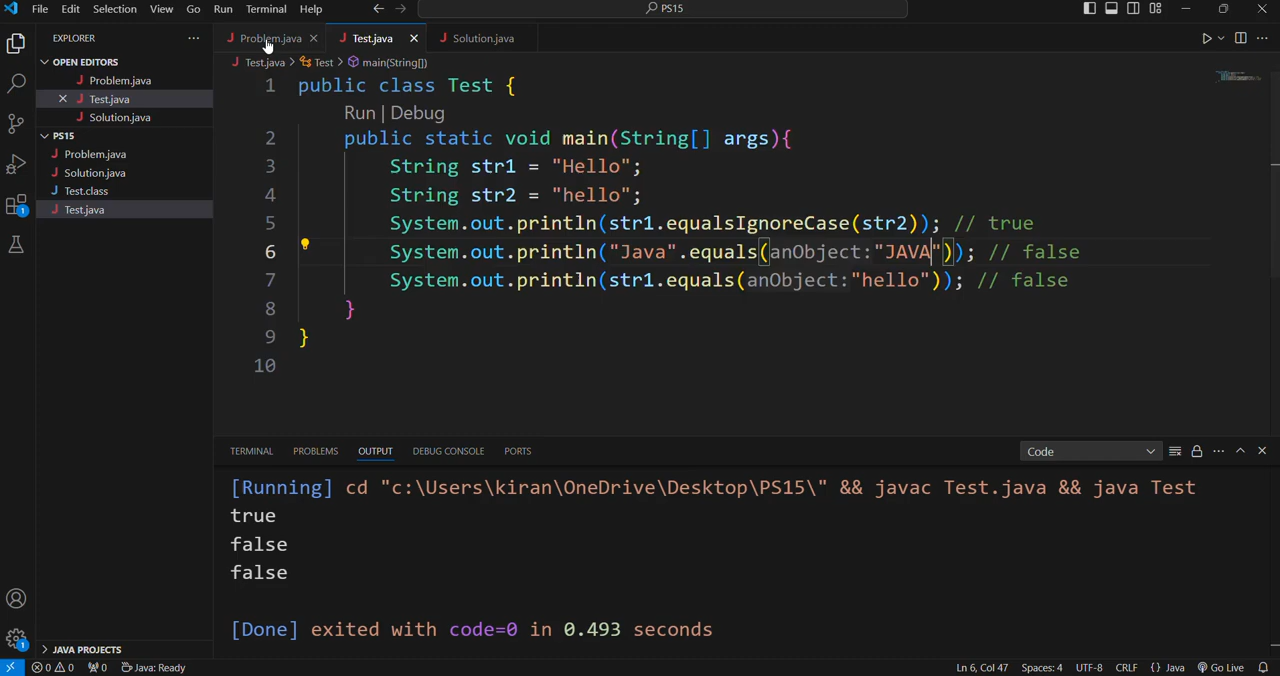 File Edit Selection View Go Run Terminal Help PS15
EXPLORER
OPEN EDITORS
Problem.java
Test.java
Solution.java
PS15
Problem.java
Solution.java
Test.class
Test.java
JAVA PROJECTS
Problem.java Test.java Solution.java
Test.java > Test > main(String[])
1 public class Test {
Run | Debug
2 public static void main(String[] args){
3 String str1 = "Hello";
4 String str2 = "hello";
5 System.out.println(str1.equalsIgnoreCase(str2)); // true
6 System.out.println("Java".equals(anObject:"JAVA")); // false
7 System.out.println(str1.equals(anObject:"hello")); // false
8 }
9 }
10
TERMINAL PROBLEMS OUTPUT DEBUG CONSOLE PORTS Code
[Running] cd "c:\Users\kiran\OneDrive\Desktop\PS15\" && javac Test.java && java Test
true
false
false
[Done] exited with code=0 in 0.493 seconds
1
1
0 0 0 Java: Ready Ln 6, Col 47 Spaces: 4 UTF-8 CRLF {} Java Go Live